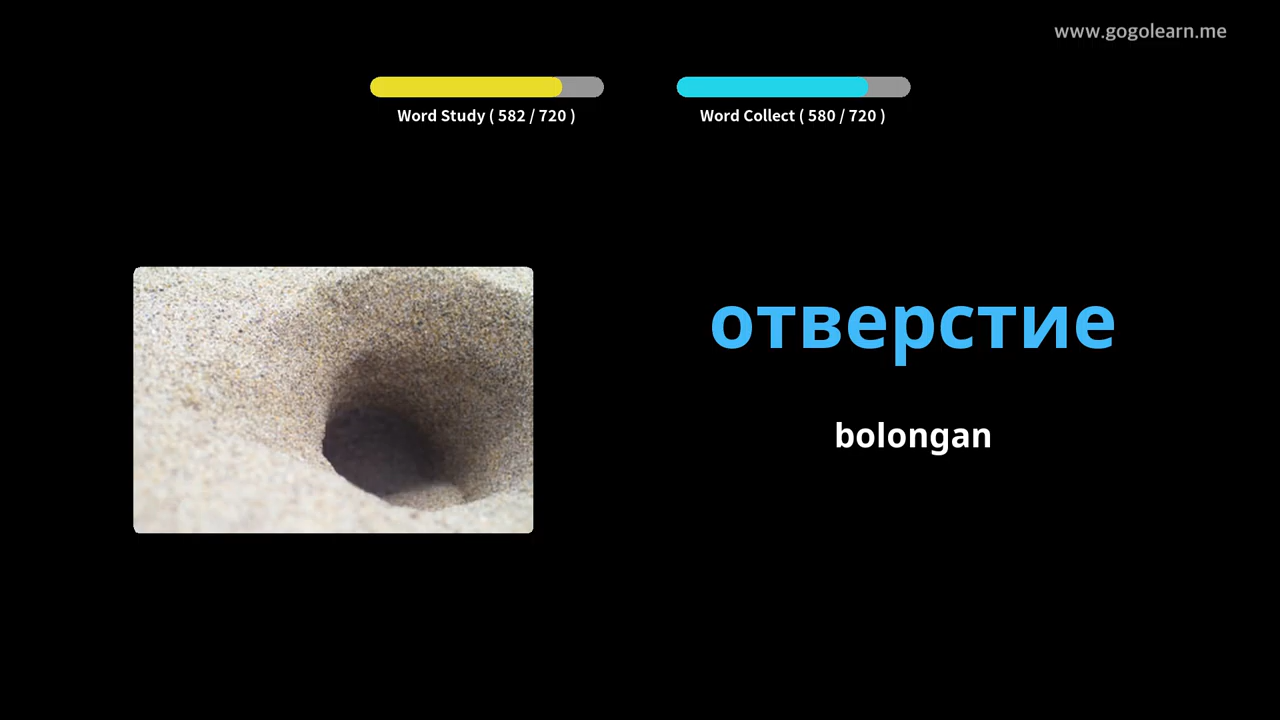 www.gogolearn.me
Word Study ( 582 / 720 )
Word Collect ( 580 / 720 )
отверстие
bolongan